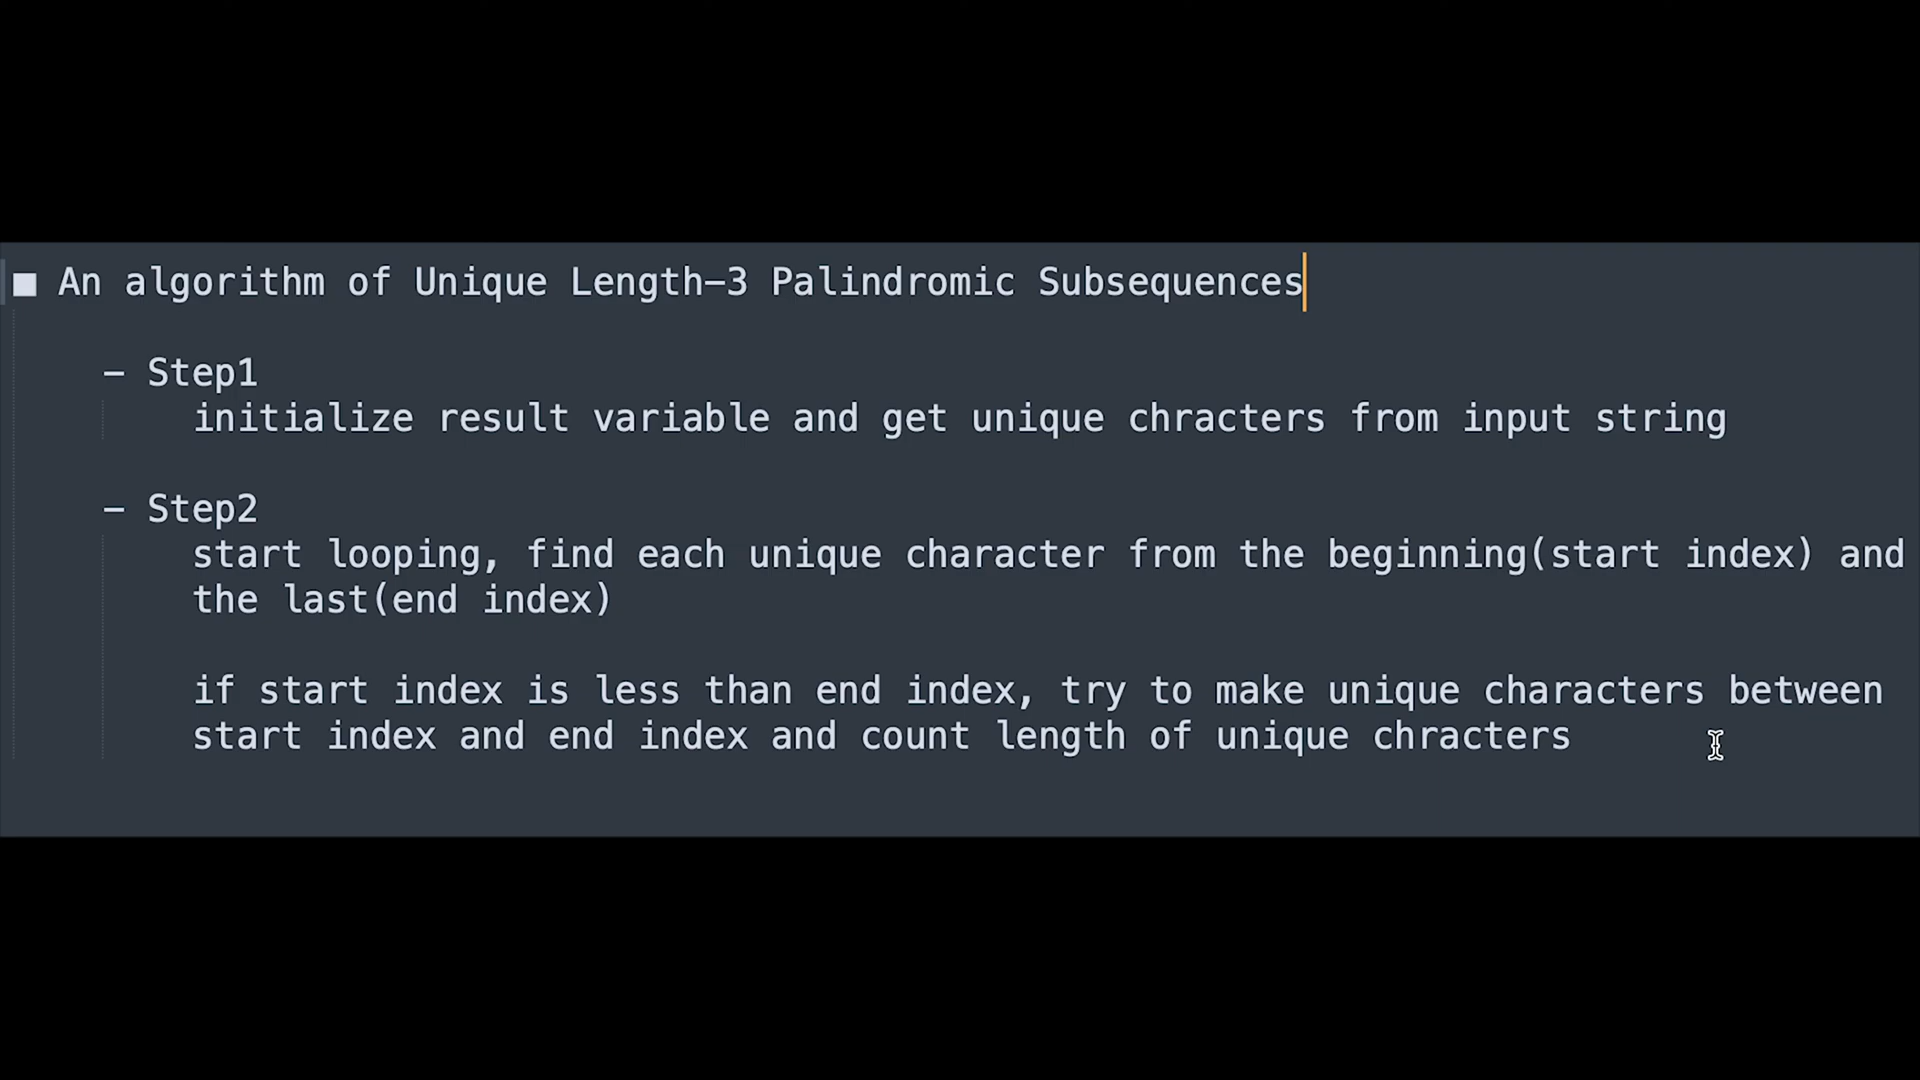 ■ An algorithm of Unique Length-3 Palindromic Subsequences
- Step1
initialize result variable and get unique chracters from input string
- Step2
start looping, find each unique character from the beginning(start index) and
the last(end index)
if start index is less than end index, try to make unique characters between
start index and end index and count length of unique chracters